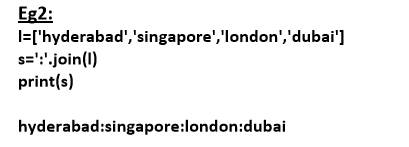 Eg2:
l=['hyderabad','singapore','london','dubai']
s=':'.join(l)
print(s)
hyderabad:singapore:london:dubai